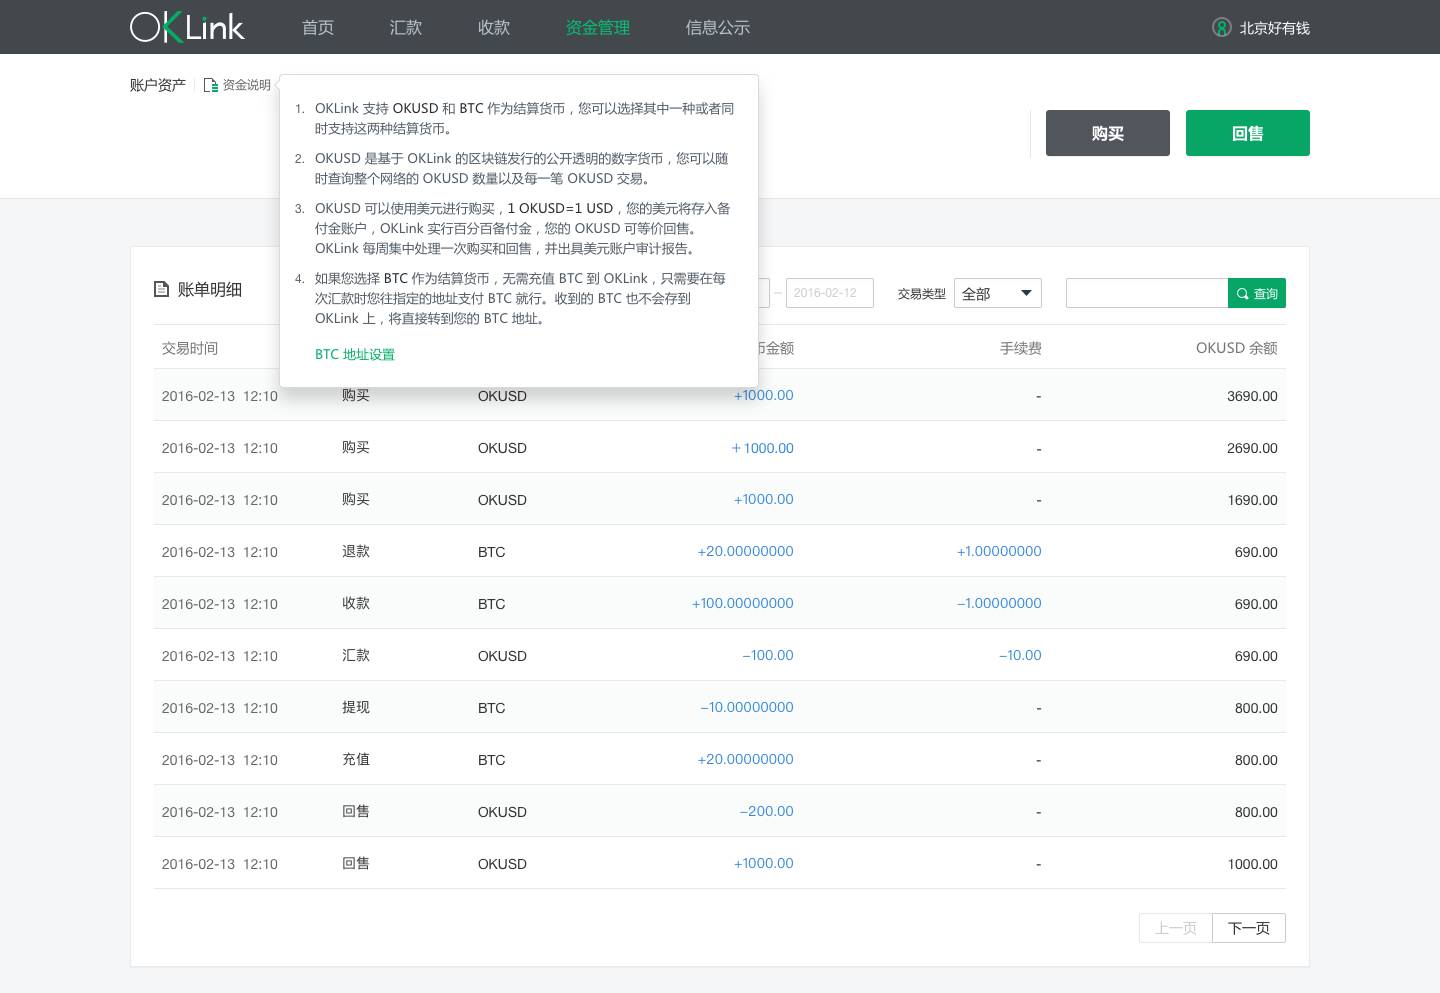 OKLink 首页 汇款 收款 资金管理 信息公示 北京好有钱
账户资产 资金说明
1. OKLink 支持 OKUSD 和 BTC 作为结算货币，您可以选择其中一种或者同
时支持这两种结算货币。
2. OKUSD 是基于 OKLink 的区块链发行的公开透明的数字货币，您可以随
时查询整个网络的 OKUSD 数量以及每一笔 OKUSD 交易。
3. OKUSD 可以使用美元进行购买，1 OKUSD=1 USD，您的美元将存入备
付金账户，OKLink 实行百分百备付金，您的 OKUSD 可等价回售。
OKLink 每周集中处理一次购买和回售，并出具美元账户审计报告。
4. 如果您选择 BTC 作为结算货币，无需充值 BTC 到 OKLink，只需要在每
次汇款时您往指定的地址支付 BTC 就行。收到的 BTC 也不会存到
OKLink 上，将直接转到您的 BTC 地址。
BTC 地址设置
购买 回售
账单明细 – 2016-02-12 交易类型 全部 查询
交易时间 币金额 手续费 OKUSD 余额
2016-02-13 12:10 购买 OKUSD +1000.00 - 3690.00
2016-02-13 12:10 购买 OKUSD +1000.00 - 2690.00
2016-02-13 12:10 购买 OKUSD +1000.00 - 1690.00
2016-02-13 12:10 退款 BTC +20.00000000 +1.00000000 690.00
2016-02-13 12:10 收款 BTC +100.00000000 −1.00000000 690.00
2016-02-13 12:10 汇款 OKUSD −100.00 −10.00 690.00
2016-02-13 12:10 提现 BTC −10.00000000 - 800.00
2016-02-13 12:10 充值 BTC +20.00000000 - 800.00
2016-02-13 12:10 回售 OKUSD −200.00 - 800.00
2016-02-13 12:10 回售 OKUSD +1000.00 - 1000.00
上一页 下一页